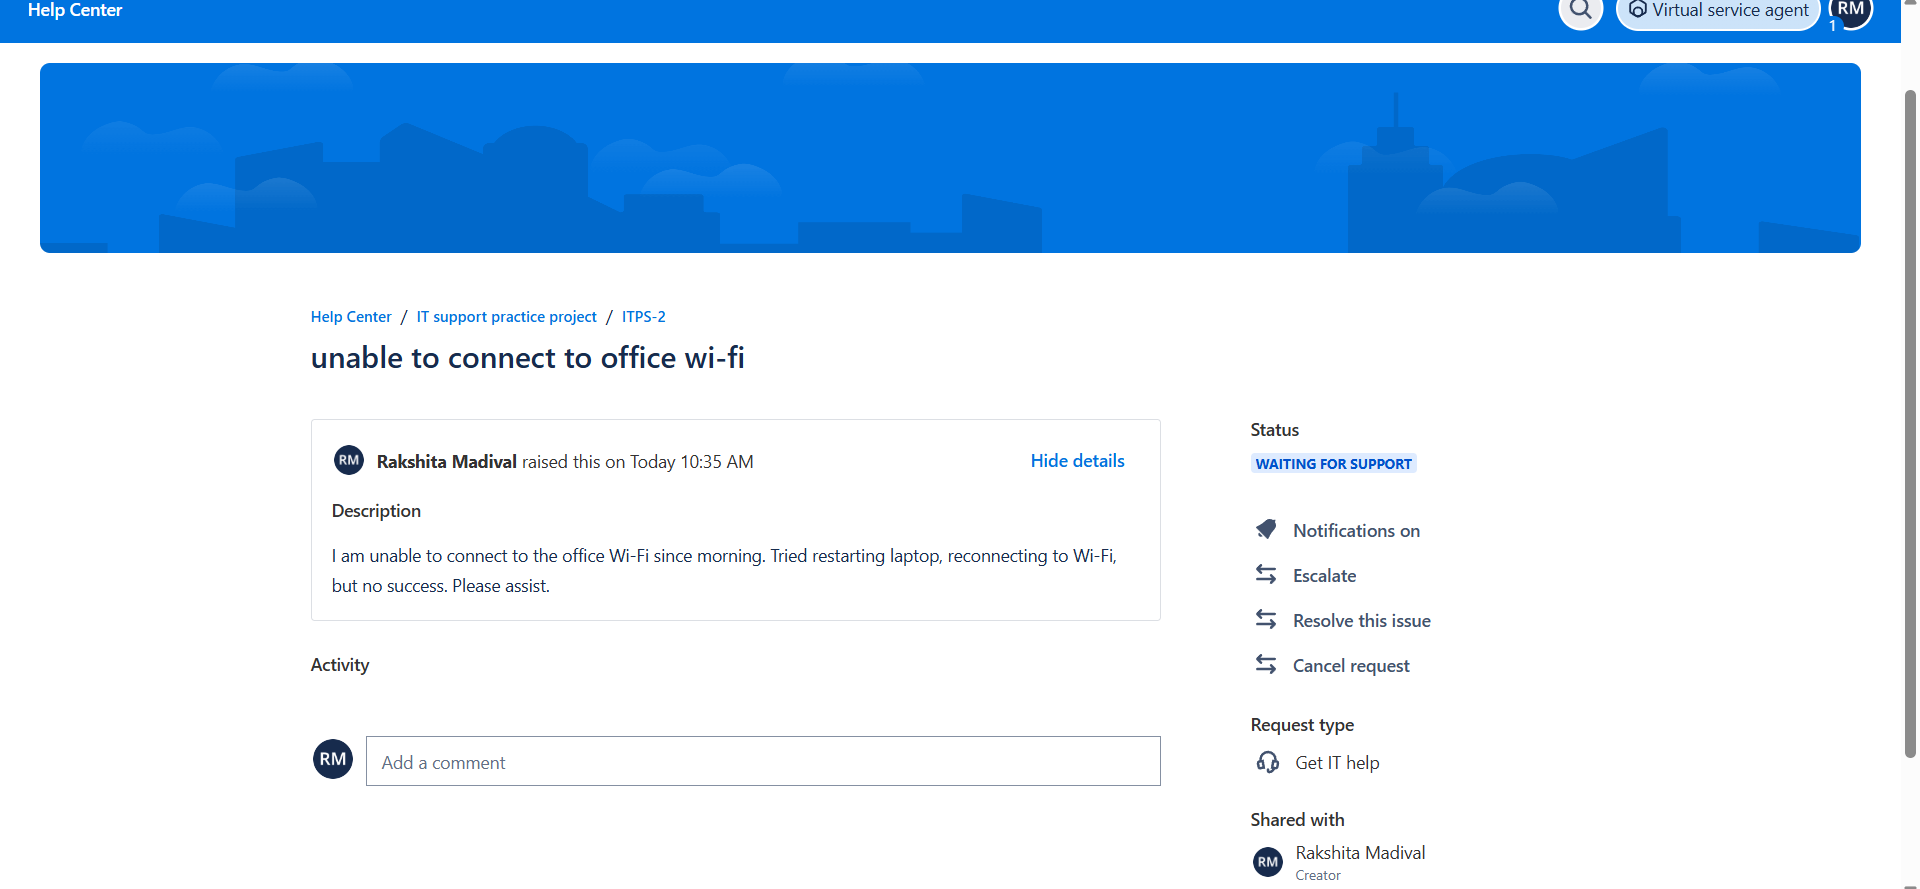 Help Center
Virtual service agent
RM
1
Help Center / IT support practice project / ITPS-2
unable to connect to office wi-fi
RM Rakshita Madival raised this on Today 10:35 AM
Hide details
Description
I am unable to connect to the office Wi-Fi since morning. Tried restarting laptop, reconnecting to Wi-Fi,
but no success. Please assist.
Activity
RM Add a comment
Status
WAITING FOR SUPPORT
Notifications on
Escalate
Resolve this issue
Cancel request
Request type
Get IT help
Shared with
RM Rakshita Madival
Creator